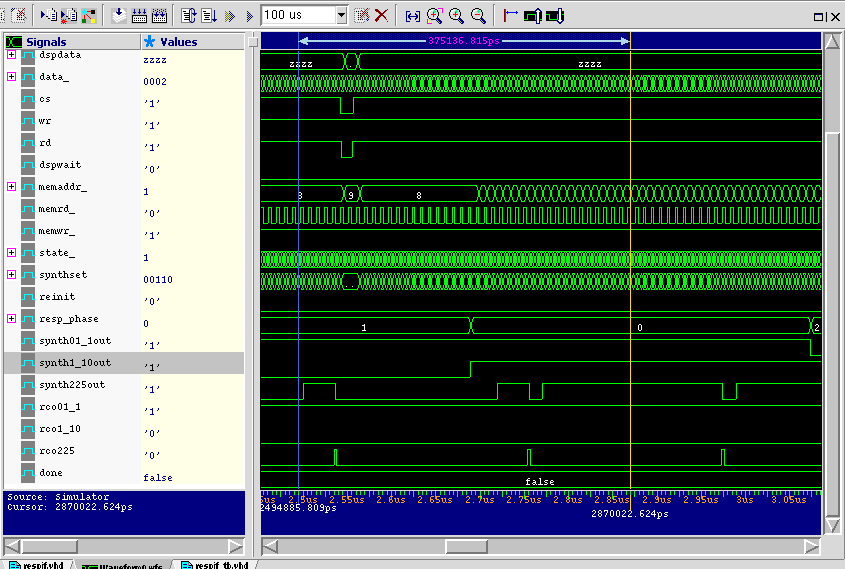 100 us
Signals Values
375136.815ps
dspdata zzzz zzzz zzzz
data_ 0002
cs '1'
wr '1'
rd '1'
dspwait '0'
memaddr_ 1 8 9 8
memrd_ '0'
memwr_ '1'
state_ 1
synthset 00110 .
reinit '0'
resp_phase 0 1 0 2
synth01_1out '1'
synth1_10out '1'
synth225out '1'
rco01_1 '1'
rco1_10 '0'
rco225 '0'
done false false
Source: Simulator
Cursor: 2870022.624ps
5us 2.5us 2.55us 2.6us 2.65us 2.7us 2.75us 2.8us 2.85us 2.9us 2.95us 3us 3.05us
2494885.809ps
2870022.624ps
respif.vhd Waveform0.wfs respif_tb.vhd